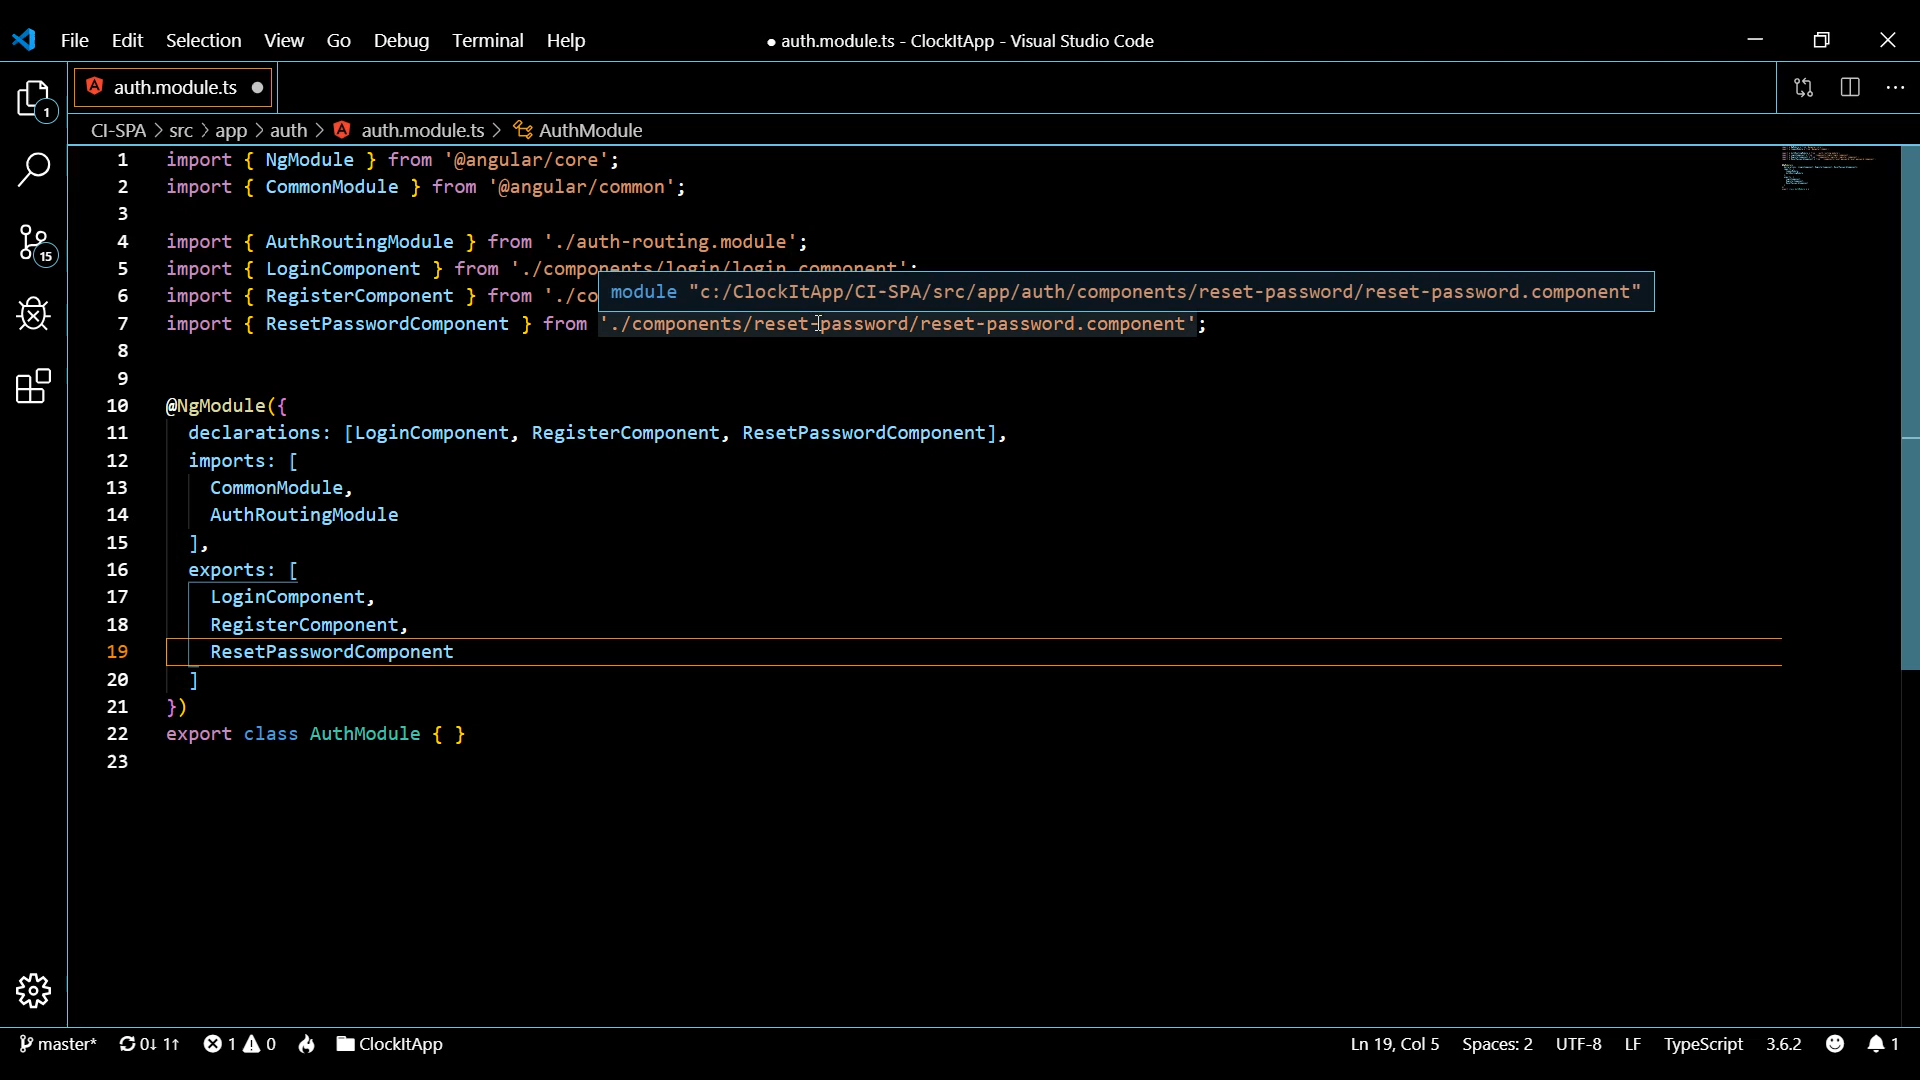 File Edit Selection View Go Debug Terminal Help
● auth.module.ts - ClockItApp - Visual Studio Code
auth.module.ts ●
1
CI-SPA > src > app > auth > auth.module.ts > AuthModule
1 import { NgModule } from '@angular/core';
2 import { CommonModule } from '@angular/common';
3
4 import { AuthRoutingModule } from './auth-routing.module';
5 import { LoginComponent } from './components/login/login.component';
6 import { RegisterComponent } from './co
module "c:/ClockItApp/CI-SPA/src/app/auth/components/reset-password/reset-password.component"
7 import { ResetPasswordComponent } from './components/reset-password/reset-password.component';
8
9
10 @NgModule({
11 declarations: [LoginComponent, RegisterComponent, ResetPasswordComponent],
12 imports: [
13 CommonModule,
14 AuthRoutingModule
15 ],
16 exports: [
17 LoginComponent,
18 RegisterComponent,
19 ResetPasswordComponent
20 ]
21 })
22 export class AuthModule { }
23
15
master* 0↓ 1↑ 1 0 ClockItApp
Ln 19, Col 5 Spaces: 2 UTF-8 LF TypeScript 3.6.2 1